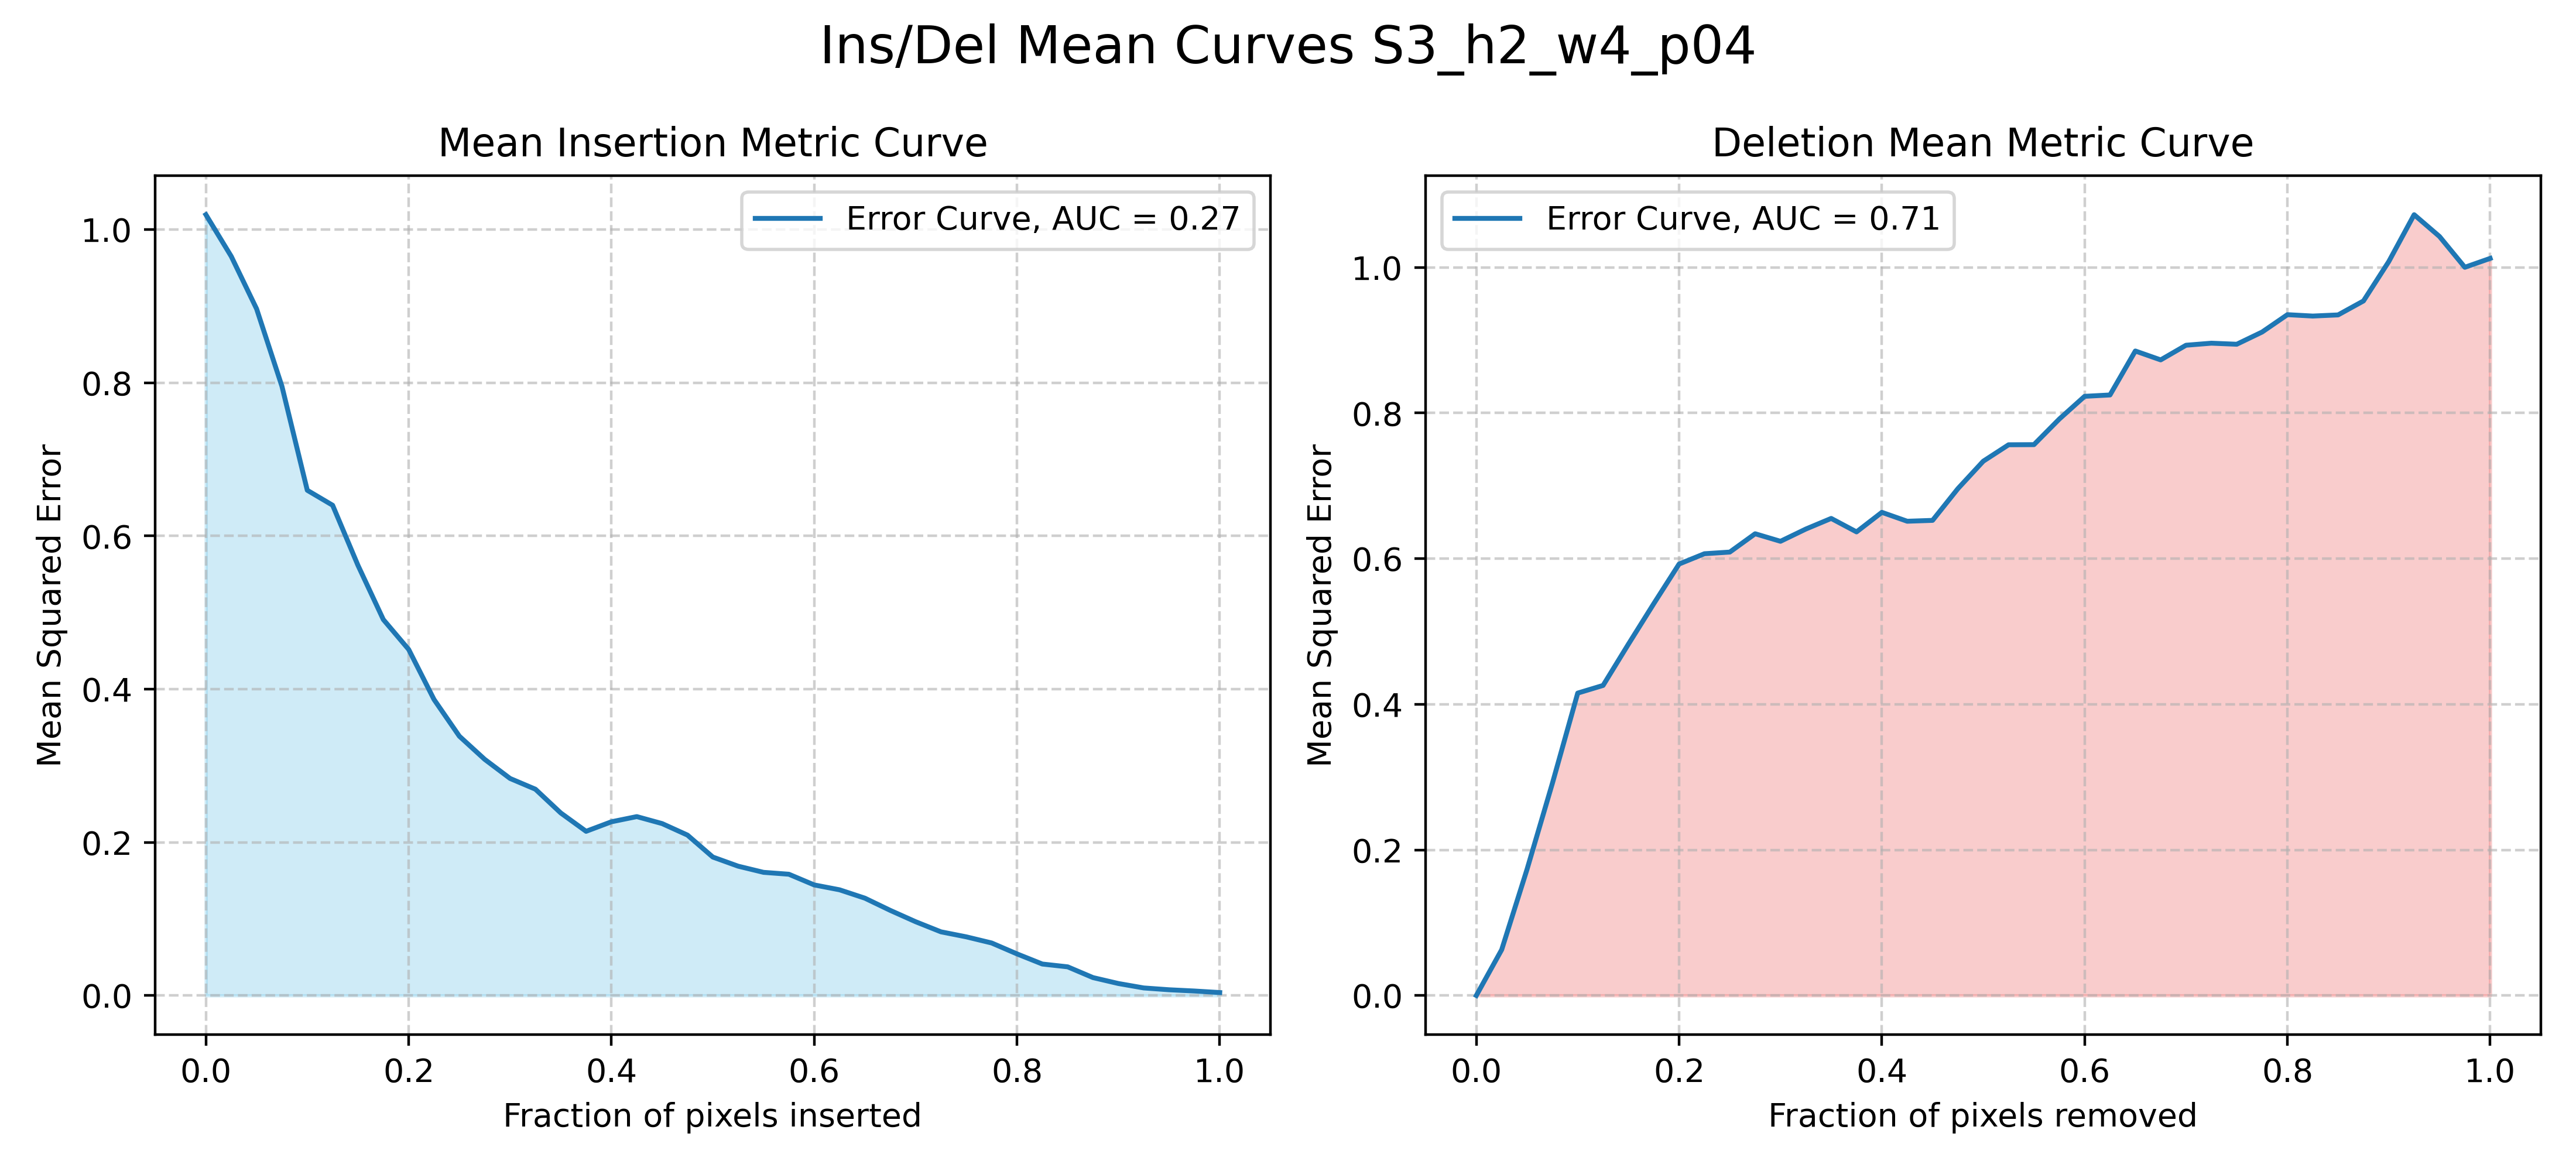 Ins/Del Mean Curves S3_h2_w4_p04
Mean Insertion Metric Curve
Error Curve, AUC = 0.27
1.0
0.8
0.6
0.4
0.2
0.0
Mean Squared Error
0.0 0.2 0.4 0.6 0.8 1.0
Fraction of pixels inserted
Deletion Mean Metric Curve
Error Curve, AUC = 0.71
1.0
0.8
0.6
0.4
0.2
0.0
Mean Squared Error
0.0 0.2 0.4 0.6 0.8 1.0
Fraction of pixels removed